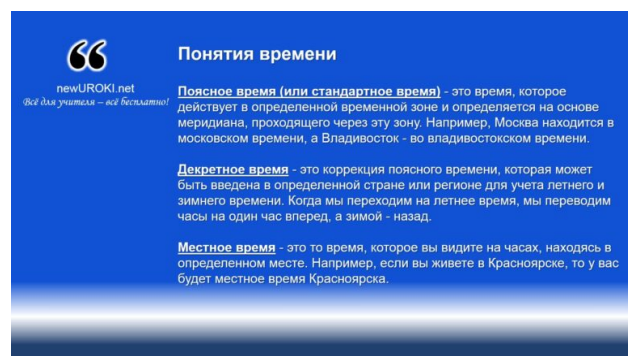 newUROKI.net
Всё для учителя – всё бесплатно!
Понятия времени
Поясное время (или стандартное время) - это время, которое
действует в определенной временной зоне и определяется на основе
меридиана, проходящего через эту зону. Например, Москва находится в
московском времени, а Владивосток - во владивостокском времени.
Декретное время - это коррекция поясного времени, которая может
быть введена в определенной стране или регионе для учета летнего и
зимнего времени. Когда мы переходим на летнее время, мы переводим
часы на один час вперед, а зимой - назад.
Местное время - это то время, которое вы видите на часах, находясь в
определенном месте. Например, если вы живете в Красноярске, то у вас
будет местное время Красноярска.